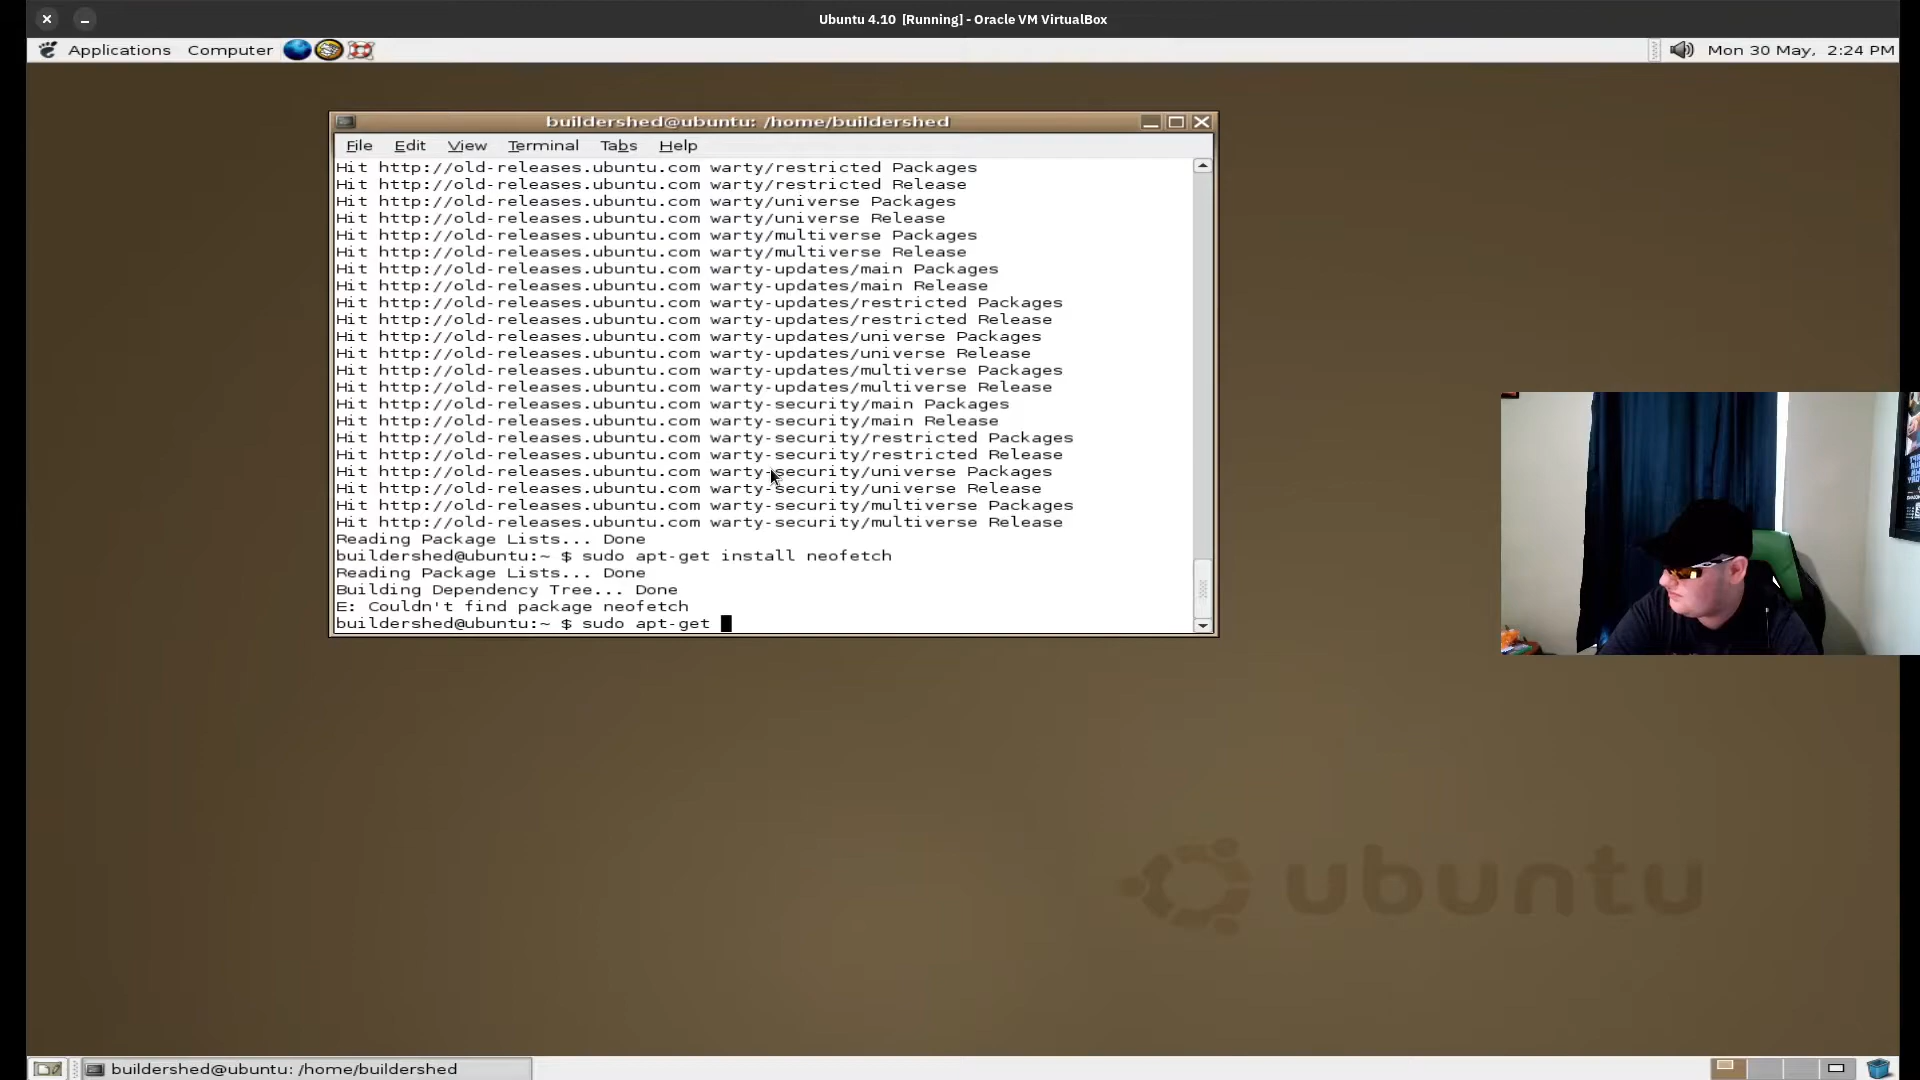 Ubuntu 4.10 [Running] - Oracle VM VirtualBox
Applications Computer
Mon 30 May, 2:24 PM
buildershed@ubuntu: /home/buildershed
File Edit View Terminal Tabs Help
Hit http://old-releases.ubuntu.com warty/restricted Packages
Hit http://old-releases.ubuntu.com warty/restricted Release
Hit http://old-releases.ubuntu.com warty/universe Packages
Hit http://old-releases.ubuntu.com warty/universe Release
Hit http://old-releases.ubuntu.com warty/multiverse Packages
Hit http://old-releases.ubuntu.com warty/multiverse Release
Hit http://old-releases.ubuntu.com warty-updates/main Packages
Hit http://old-releases.ubuntu.com warty-updates/main Release
Hit http://old-releases.ubuntu.com warty-updates/restricted Packages
Hit http://old-releases.ubuntu.com warty-updates/restricted Release
Hit http://old-releases.ubuntu.com warty-updates/universe Packages
Hit http://old-releases.ubuntu.com warty-updates/universe Release
Hit http://old-releases.ubuntu.com warty-updates/multiverse Packages
Hit http://old-releases.ubuntu.com warty-updates/multiverse Release
Hit http://old-releases.ubuntu.com warty-security/main Packages
Hit http://old-releases.ubuntu.com warty-security/main Release
Hit http://old-releases.ubuntu.com warty-security/restricted Packages
Hit http://old-releases.ubuntu.com warty-security/restricted Release
Hit http://old-releases.ubuntu.com warty-security/universe Packages
Hit http://old-releases.ubuntu.com warty-security/universe Release
Hit http://old-releases.ubuntu.com warty-security/multiverse Packages
Hit http://old-releases.ubuntu.com warty-security/multiverse Release
Reading Package Lists... Done
buildershed@ubuntu:~ $ sudo apt-get install neofetch
Reading Package Lists... Done
Building Dependency Tree... Done
E: Couldn't find package neofetch
buildershed@ubuntu:~ $ sudo apt-get
ubuntu
buildershed@ubuntu: /home/buildershed